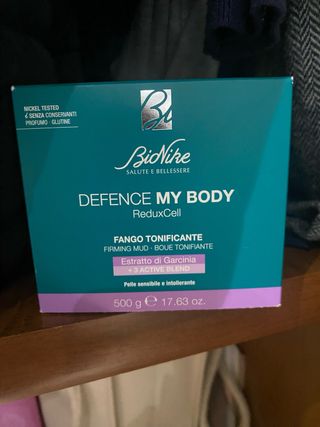 NICKEL TESTED
SENZA CONSERVANTI
PROFUMO · GLUTINE
Bi
BioNike
SALUTE E BELLESSERE
DEFENCE MY BODY
ReduxCell
FANGO TONIFICANTE
FIRMING MUD · BOUE TONIFIANTE
Estratto di Garcinia
+ 3 ACTIVE BLEND
Pelle sensibile e intollerante
500 g ℮ 17.63 oz.